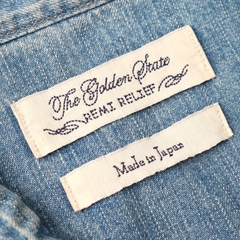 The Golden State
REMI RELIEF
Made in Japan